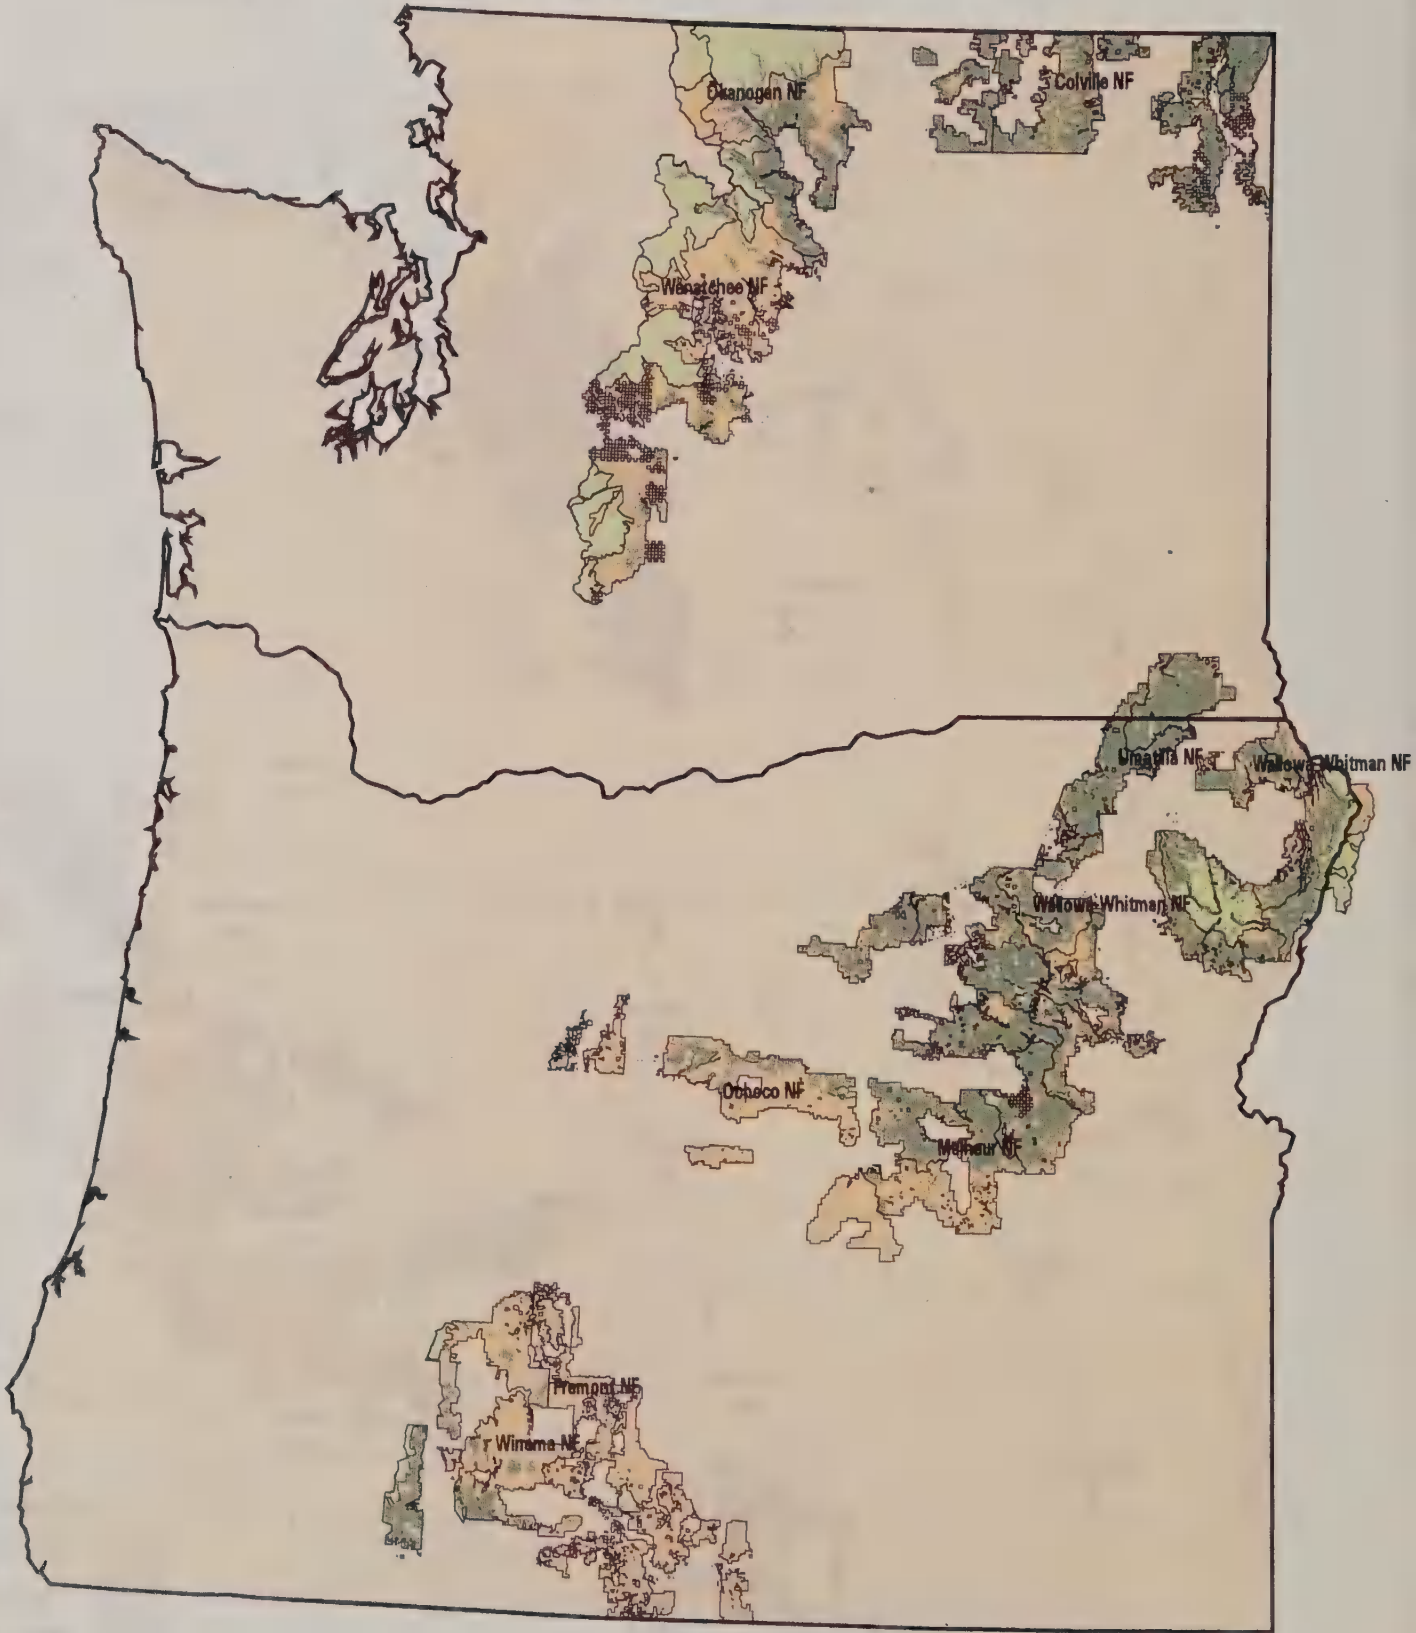 Okanogan NF
Colville NF
Wenatchee NF
Umatilla NF
Wallowa-Whitman NF
Wallowa-Whitman NF
Ochoco NF
Malheur NF
Fremont NF
Winema NF